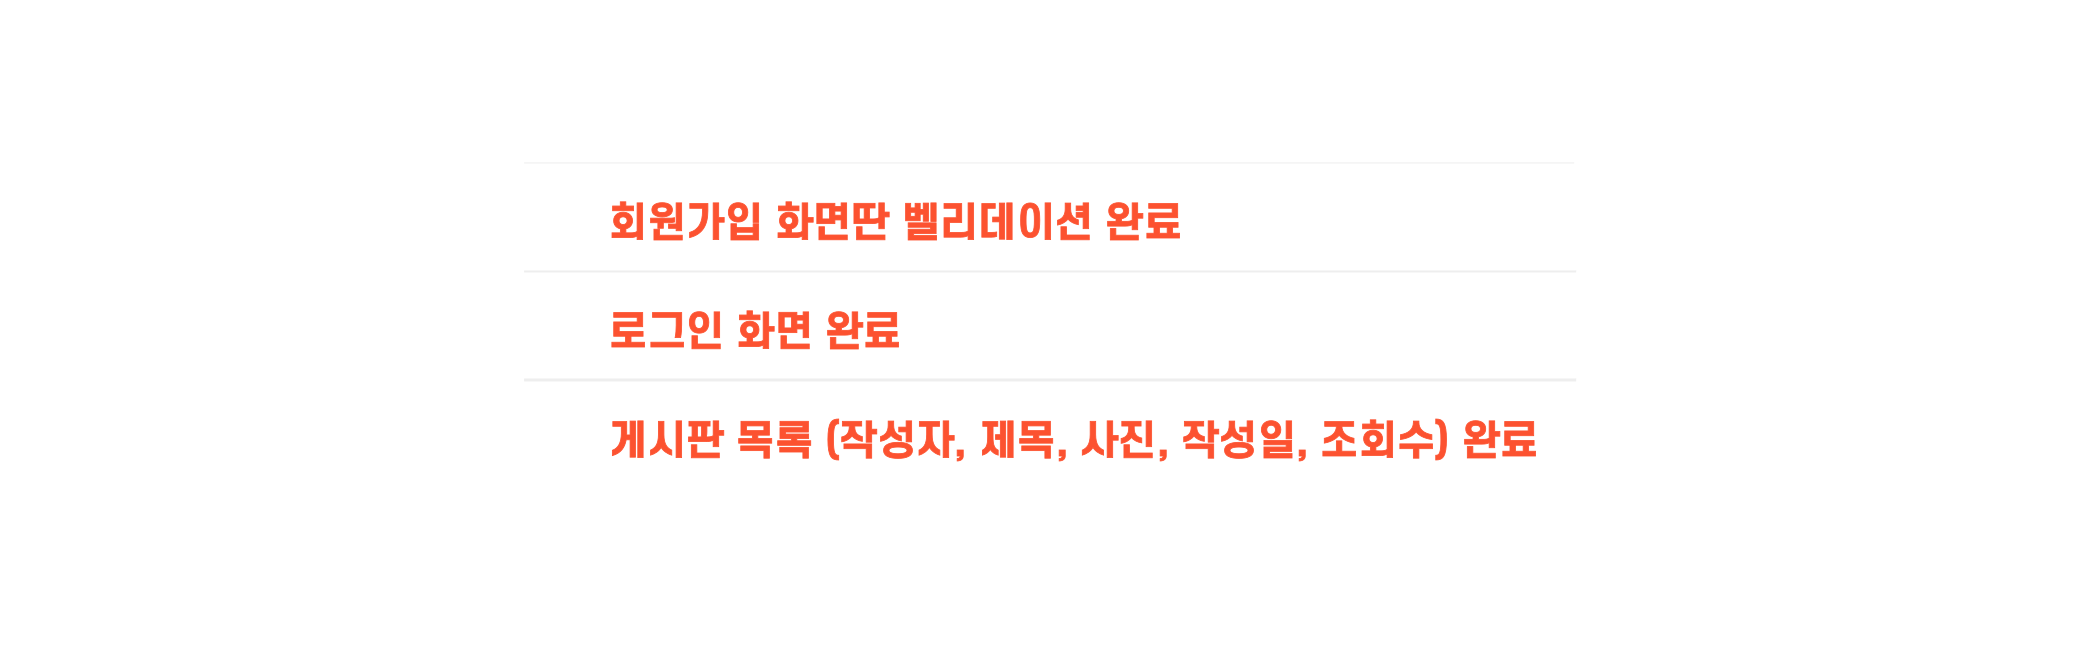 회원가입 화면딴 벨리데이션 완료
로그인 화면 완료
게시판 목록 (작성자, 제목, 사진, 작성일, 조회수) 완료